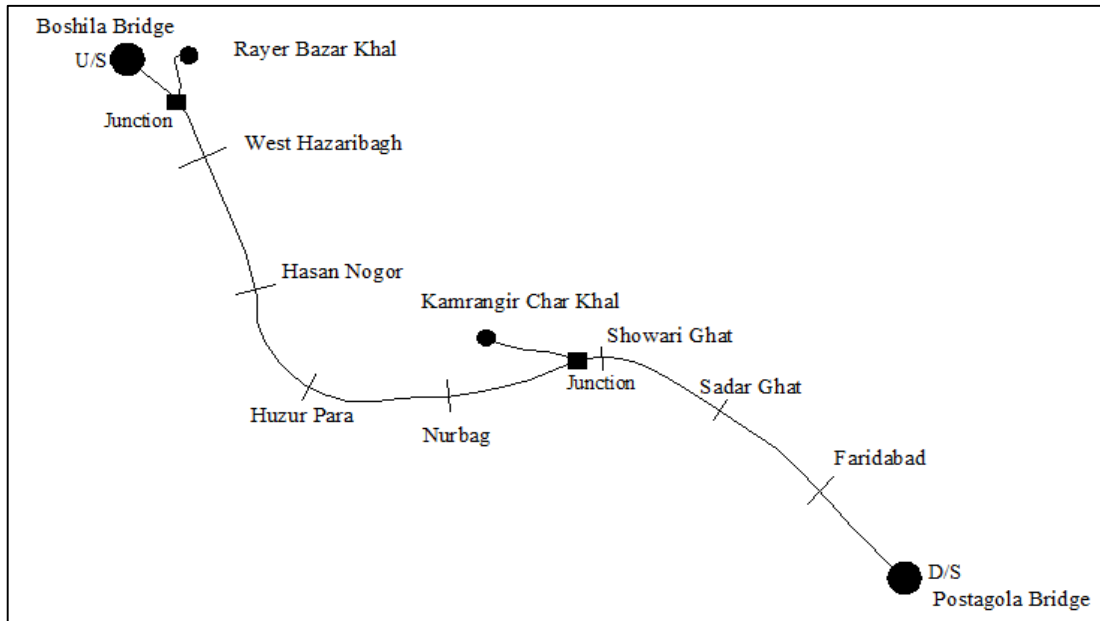 Boshila Bridge
U/S
Rayer Bazar Khal
Junction
West Hazaribagh
Hasan Nogor
Kamrangir Char Khal
Showari Ghat
Junction
Sadar Ghat
Huzur Para
Nurbag
Faridabad
D/S
Postagola Bridge